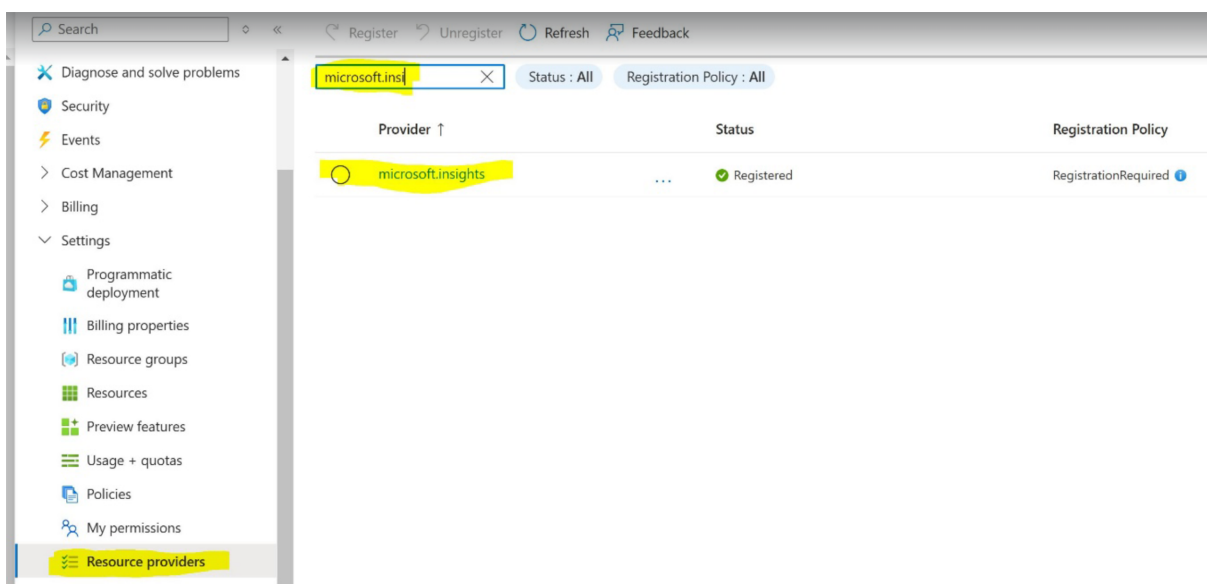 Search
Register Unregister Refresh Feedback
Diagnose and solve problems
Security
Events
Cost Management
Billing
Settings
Programmatic
deployment
Billing properties
Resource groups
Resources
Preview features
Usage + quotas
Policies
My permissions
Resource providers
microsoft.insi
Status : All
Registration Policy : All
Provider ↑ Status Registration Policy
microsoft.insights ... Registered RegistrationRequired